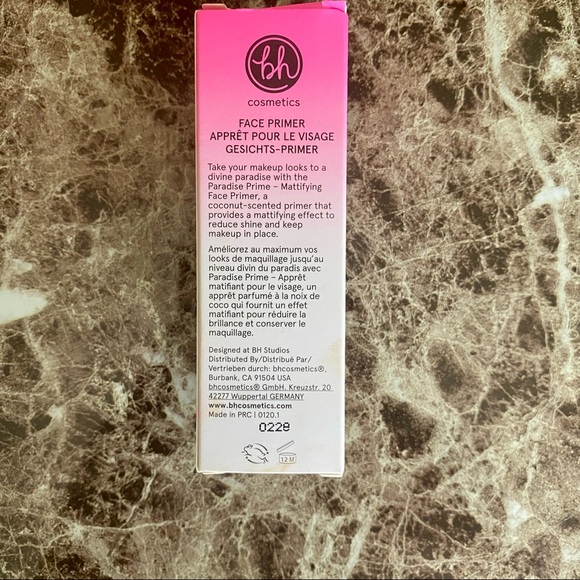 bh
cosmetics
FACE PRIMER
APPRÊT POUR LE VISAGE
GESICHTS-PRIMER
Take your makeup looks to a
divine paradise with the
Paradise Prime – Mattifying
Face Primer, a
coconut-scented primer that
provides a mattifying effect to
reduce shine and keep
makeup in place.
Améliorez au maximum vos
looks de maquillage jusqu'au
niveau divin du paradis avec
Paradise Prime – Apprêt
matifiant pour le visage, un
apprêt parfumé à la noix de
coco qui fournit un effet
matifiant pour réduire la
brillance et conserver le
maquillage.
Designed at BH Studios
Distributed By/Distribué Par/
Vertrieben durch: bhcosmetics®,
Burbank, CA 91504 USA
bhcosmetics® GmbH. Kreuzstr. 20
42277 Wuppertal GERMANY
www.bhcosmetics.com
Made in PRC | 0120.1
0228
12 M